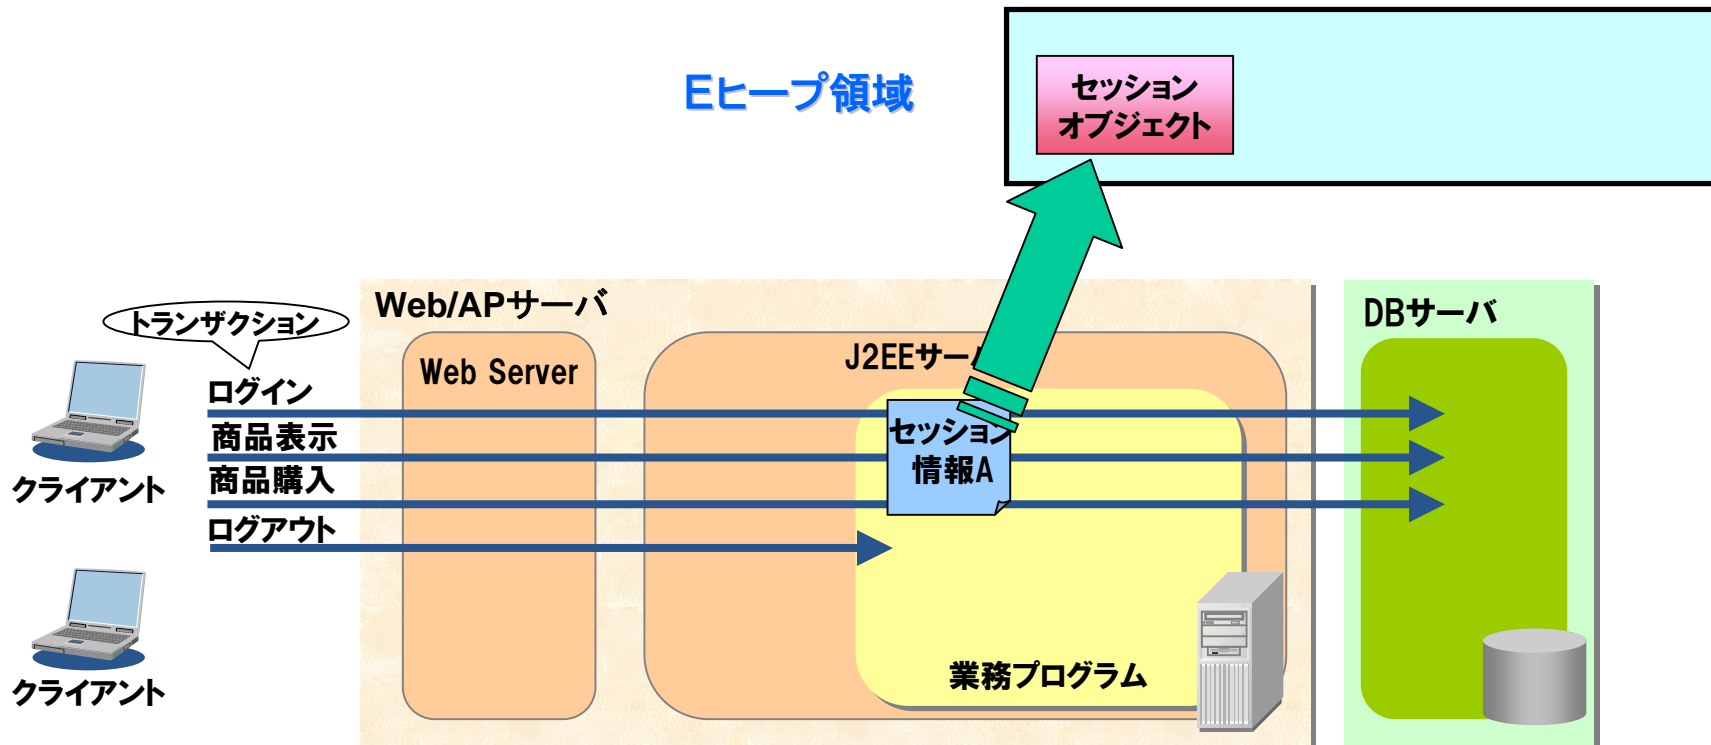 Eヒープ領域
セッション
オブジェクト
Web/APサーバ
DBサーバ
トランザクション
Web Server
J2EEサー
ログイン
商品表示
商品購入
ログアウト
セッション
情報A
クライアント
クライアント
業務プログラム